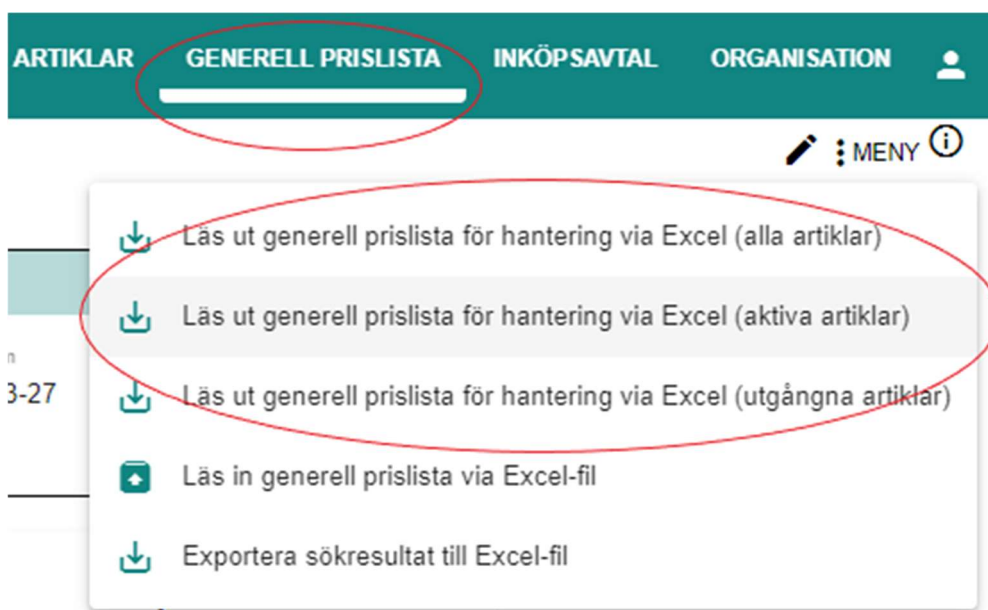 ARTIKLAR GENERELL PRISLISTA INKÖPSAVTAL ORGANISATION
MENY
Läs ut generell prislista för hantering via Excel (alla artiklar)
Läs ut generell prislista för hantering via Excel (aktiva artiklar)
3-27
Läs ut generell prislista för hantering via Excel (utgångna artiklar)
Läs in generell prislista via Excel-fil
Exportera sökresultat till Excel-fil